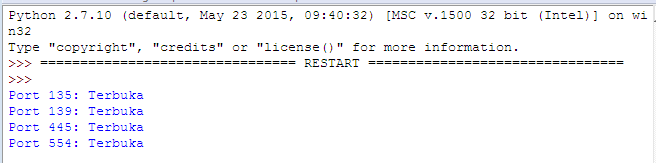 Python 2.7.10 (default, May 23 2015, 09:40:32) [MSC v.1500 32 bit (Intel)] on wi
n32
Type "copyright", "credits" or "license()" for more information.
>>> ================================ RESTART ================================
>>>
Port 135: Terbuka
Port 139: Terbuka
Port 445: Terbuka
Port 554: Terbuka